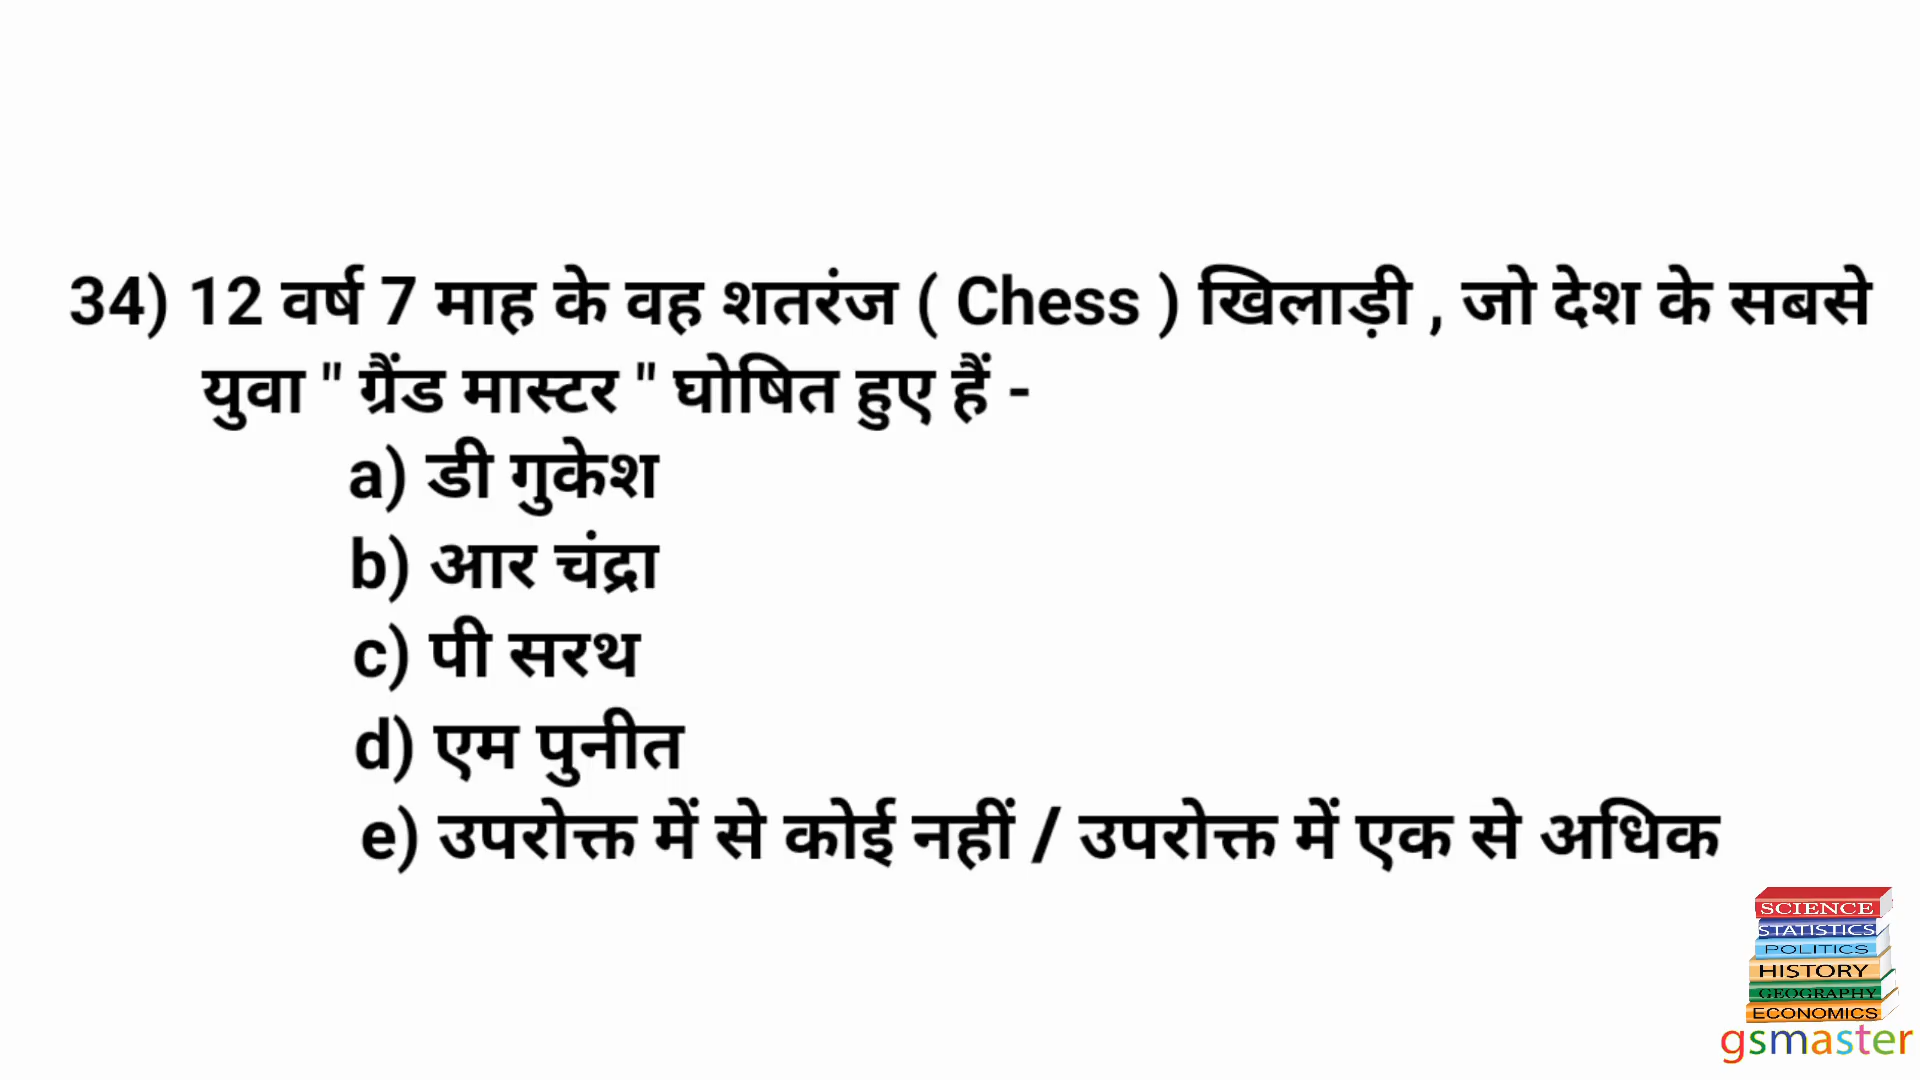 34) 12 वर्ष 7 माह के वह शतरंज ( Chess ) खिलाड़ी , जो देश के सबसे
युवा " ग्रैंड मास्टर " घोषित हुए हैं -
a) डी गुकेश
b) आर चंद्रा
c) पी सरथ
d) एम पुनीत
e) उपरोक्त में से कोई नहीं / उपरोक्त में एक से अधिक
SCIENCE
STATISTICS
POLITICS
HISTORY
GEOGRAPHY
ECONOMICS
gsmaster